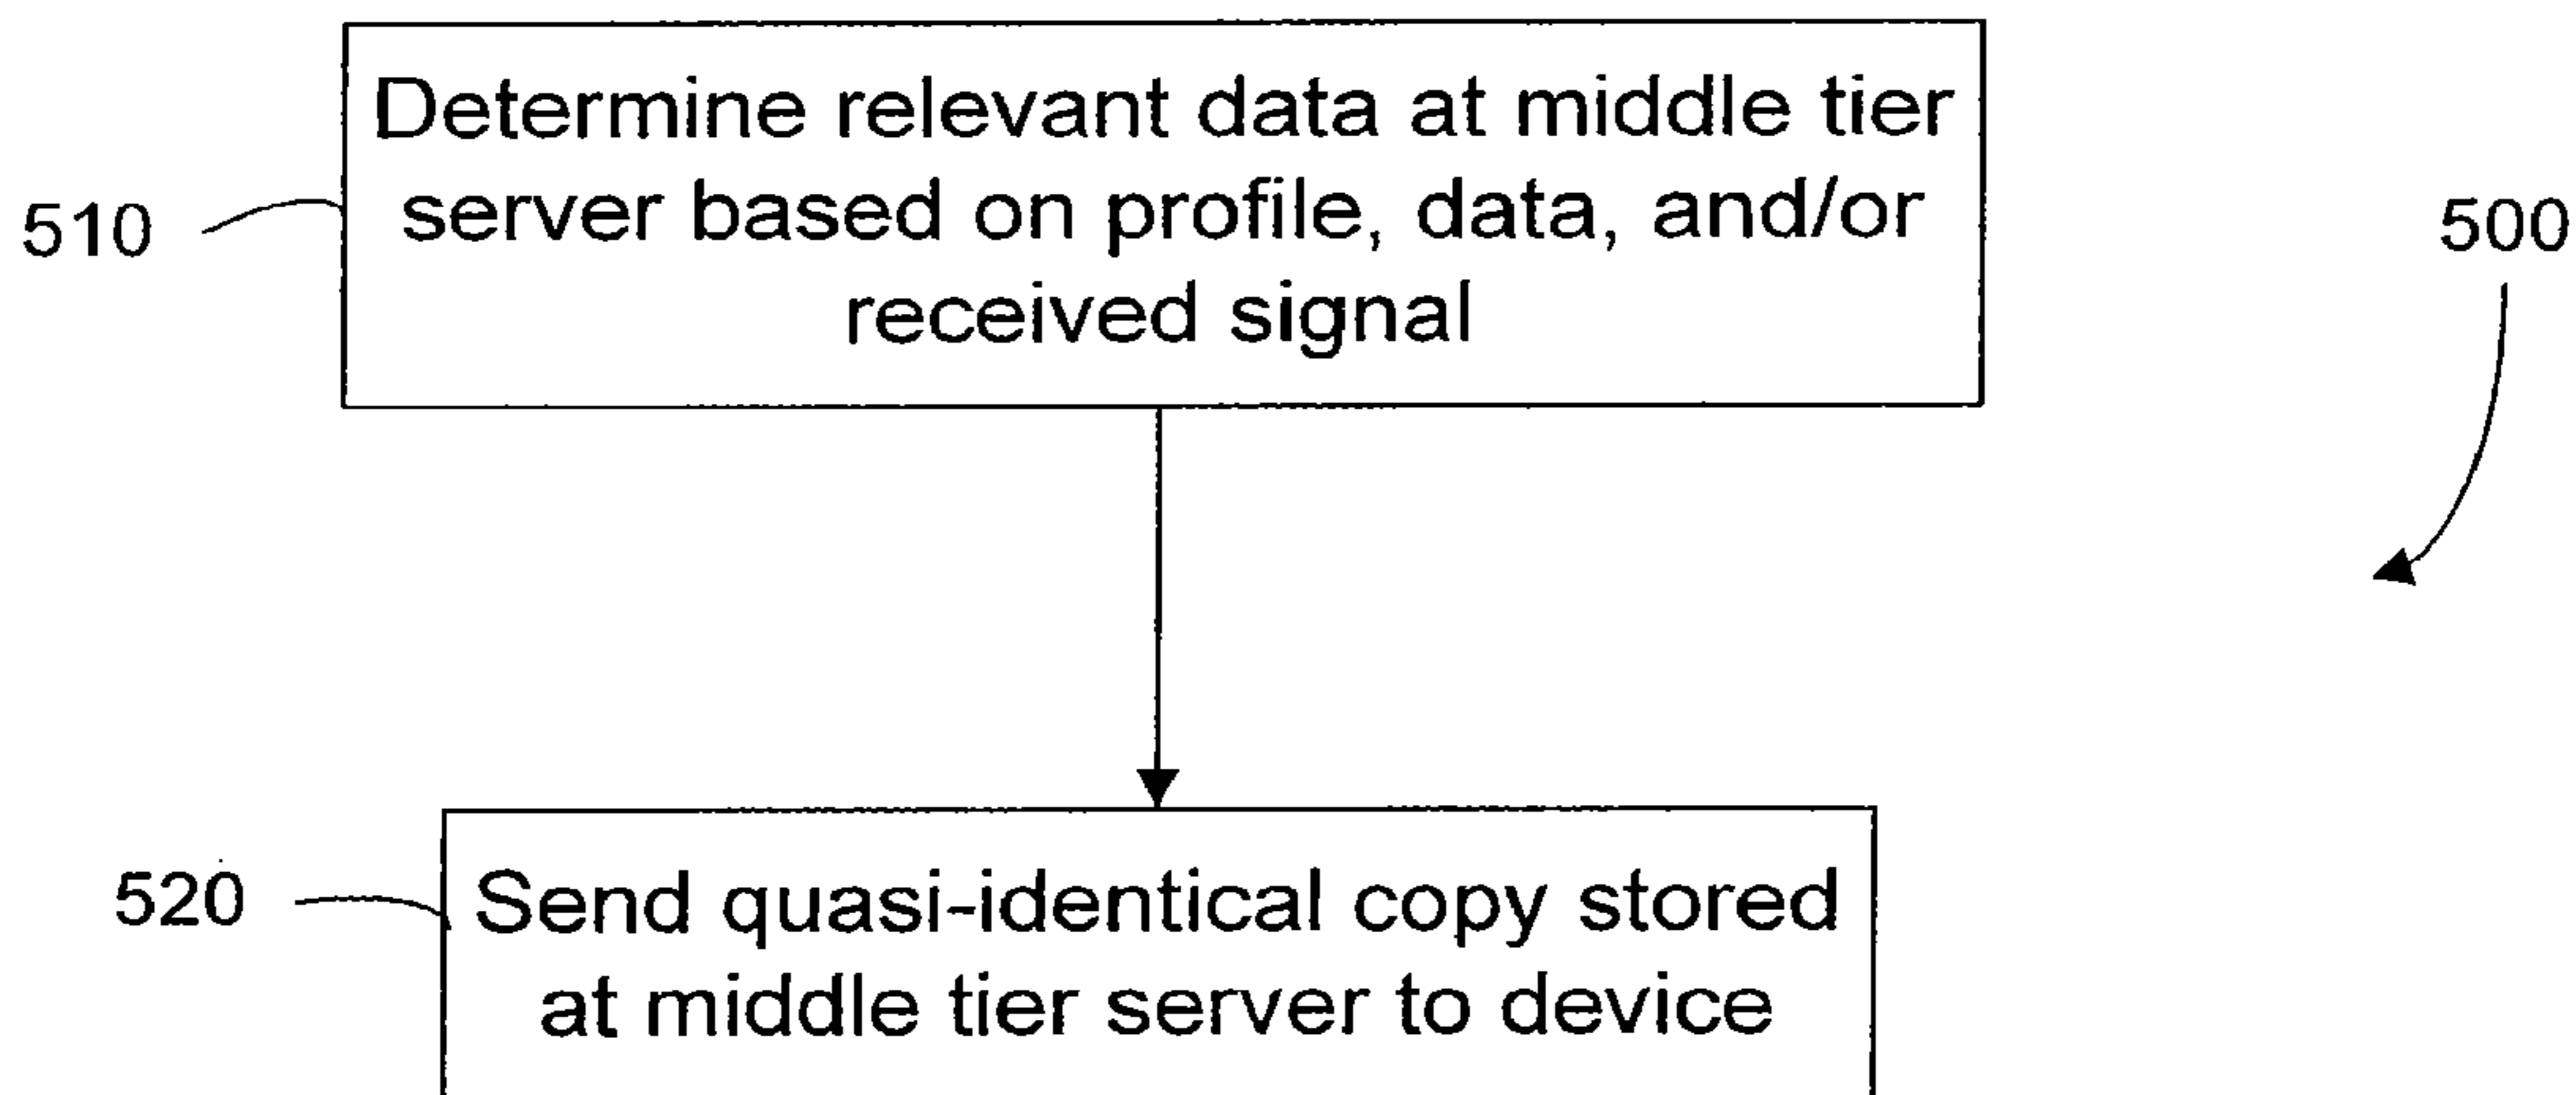 Determine relevant data at middle tier
server based on profile, data, and/or
received signal
510
500
520
Send quasi-identical copy stored
at middle tier server to device